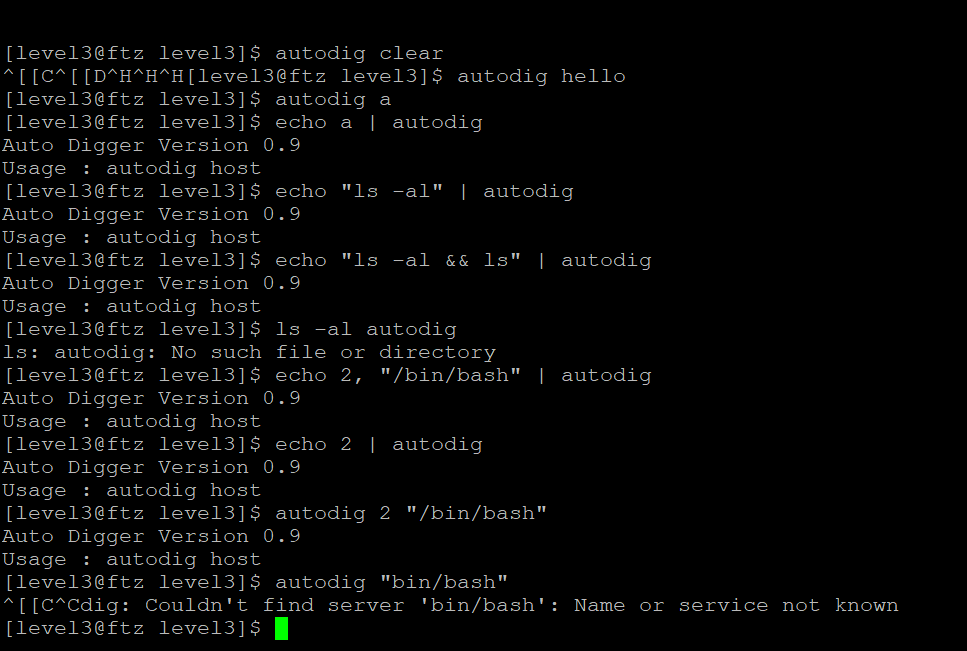 [level3@ftz level3]$ autodig clear
^[[C^[[D^H^H^H[level3@ftz level3]$ autodig hello
[level3@ftz level3]$ autodig a
[level3@ftz level3]$ echo a | autodig
Auto Digger Version 0.9
Usage : autodig host
[level3@ftz level3]$ echo "ls -al" | autodig
Auto Digger Version 0.9
Usage : autodig host
[level3@ftz level3]$ echo "ls -al && ls" | autodig
Auto Digger Version 0.9
Usage : autodig host
[level3@ftz level3]$ ls -al autodig
ls: autodig: No such file or directory
[level3@ftz level3]$ echo 2, "/bin/bash" | autodig
Auto Digger Version 0.9
Usage : autodig host
[level3@ftz level3]$ echo 2 | autodig
Auto Digger Version 0.9
Usage : autodig host
[level3@ftz level3]$ autodig 2 "/bin/bash"
Auto Digger Version 0.9
Usage : autodig host
[level3@ftz level3]$ autodig "bin/bash"
^[[C^Cdig: Couldn't find server 'bin/bash': Name or service not known
[level3@ftz level3]$